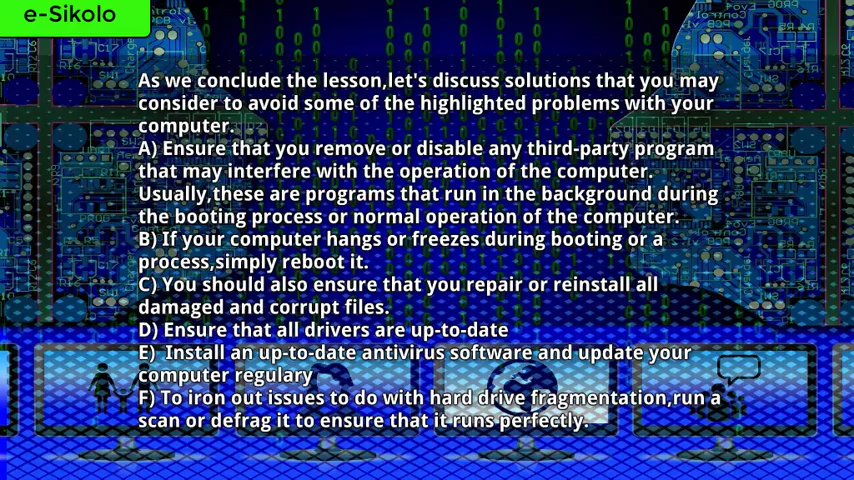 e-Sikolo
As we conclude the lesson,let's discuss solutions that you may
consider to avoid some of the highlighted problems with your
computer.
A) Ensure that you remove or disable any third-party program
that may interfere with the operation of the computer.
Usually,these are programs that run in the background during
the booting process or normal operation of the computer.
B) If your computer hangs or freezes during booting or a
process,simply reboot it.
C) You should also ensure that you repair or reinstall all
damaged and corrupt files.
D) Ensure that all drivers are up-to-date
E)  Install an up-to-date antivirus software and update your
computer regulary
F) To iron out issues to do with hard drive fragmentation,run a
scan or defrag it to ensure that it runs perfectly.